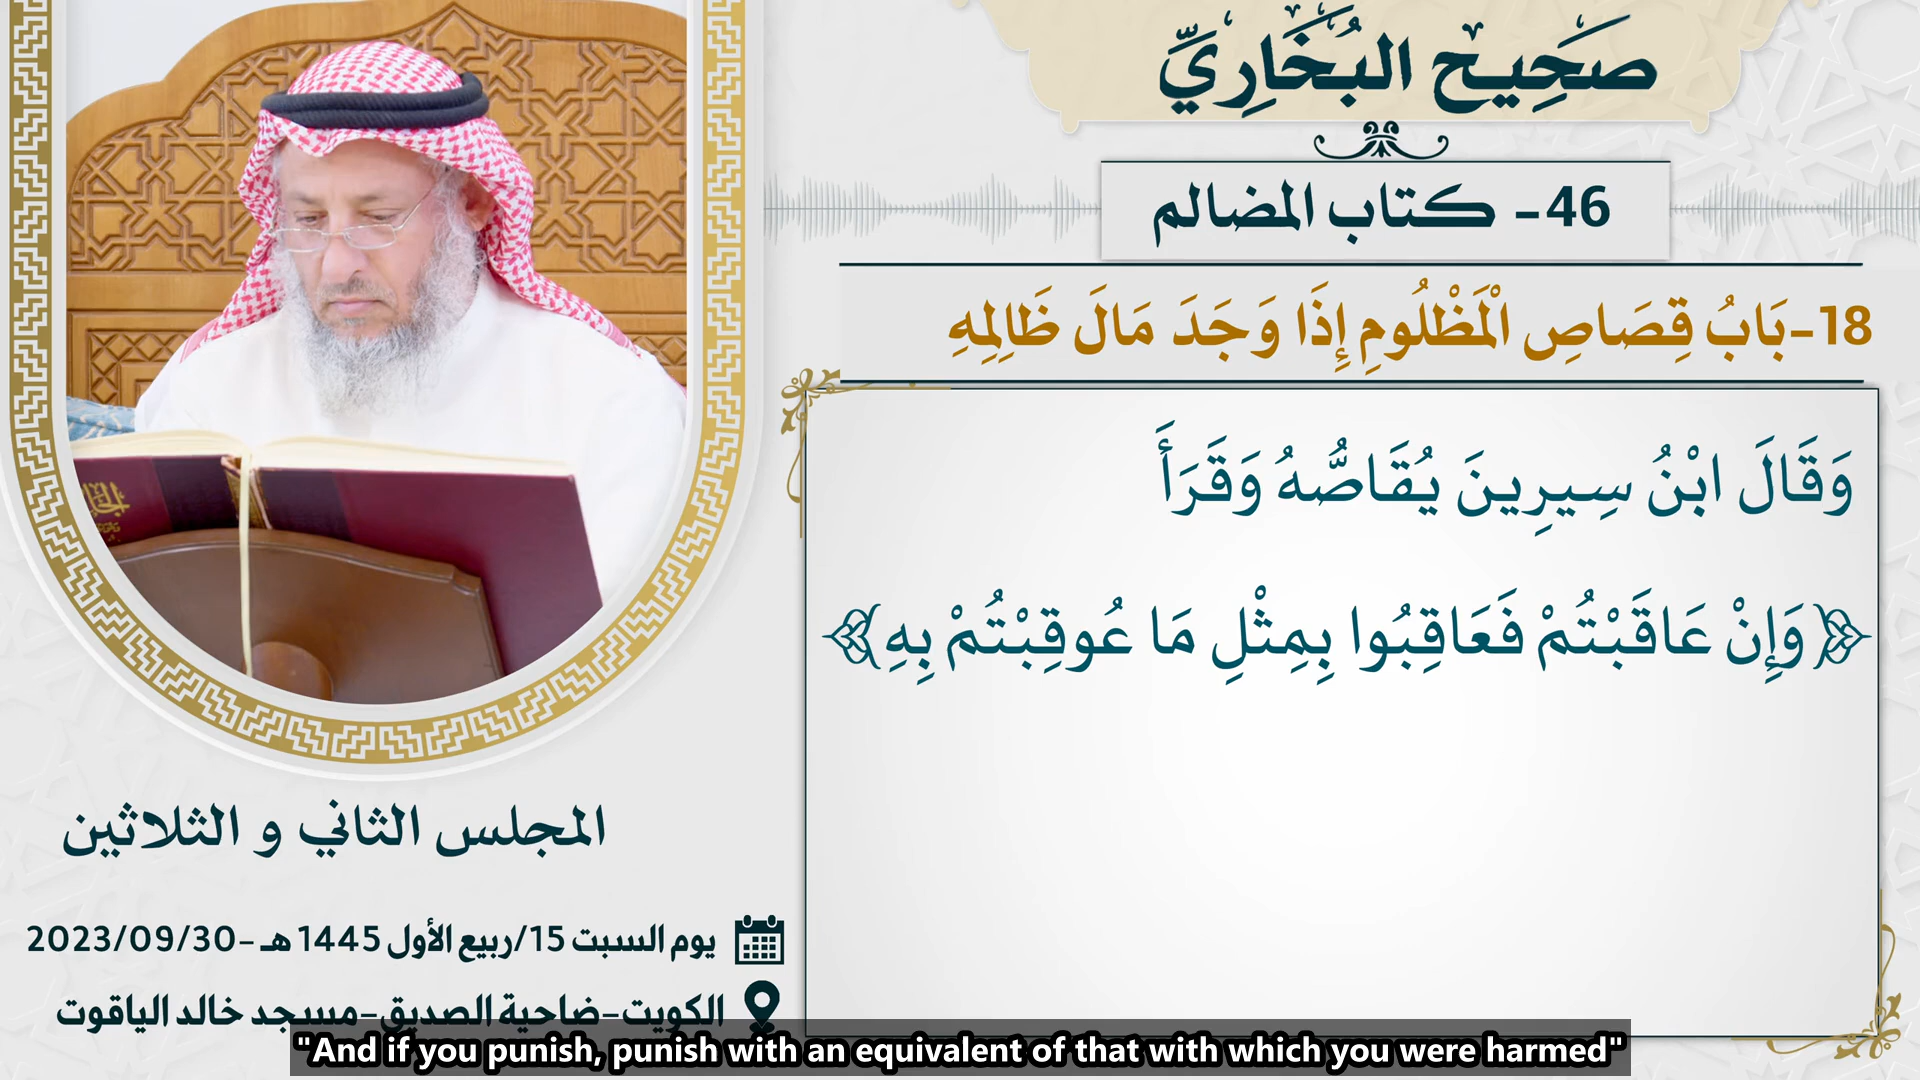 صَحِيح البُخَارِيِّ
46- كتاب المضالم
18-بَابُ قِصَاصِ الْمَظْلُومِ إِذَا وَجَدَ مَالَ ظَالِمِهِ
وَقَالَ ابْنُ سِيرِينَ يُقَاصُّهُ وَقَرَأَ
﴿وَإِنْ عَاقَبْتُمْ فَعَاقِبُوا بِمِثْلِ مَا عُوقِبْتُمْ بِهِ﴾
المجلس الثاني و الثلاثين
يوم السبت 15/ربيع الأول 1445 هـ -2023/09/30
الكويت-ضاحية الصديق-مسجد خالد الياقوت
"And if you punish, punish with an equivalent of that with which you were harmed"